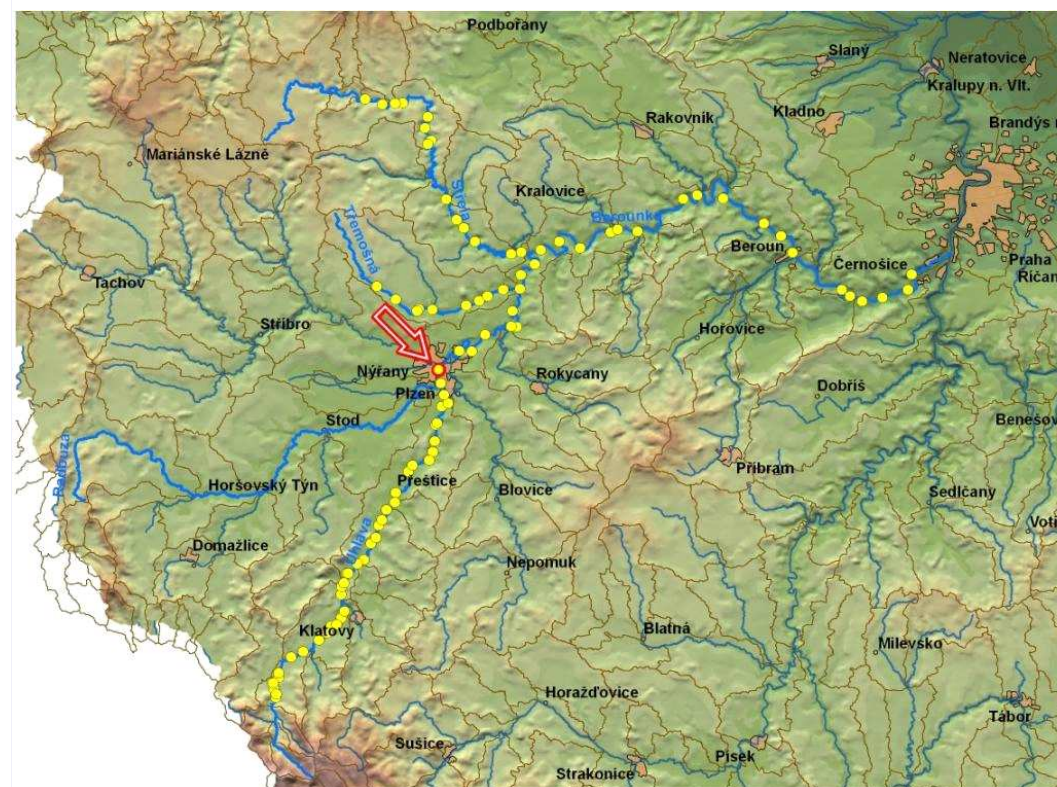 Podbořany
Slaný
Neratovice
Kralupy n. Vlt.
Kladno
Rakovník
Brandýs n
Mariánské Lázně
Kralovice
Střela
Třemošná
Berounka
Beroun
Černošice
Praha
Říčan
Tachov
Stříbro
Hořovice
Nýřany
Rokycany
Plzeň
Dobříš
Stod
Benešov
Radbuza
Příbram
Horšovský Týn
Přeštice
Blovice
Sedlčany
Voti
Úhlava
Domažlice
Nepomuk
Klatovy
Blatná
Milevsko
Horažďovice
Tábor
Sušice
Písek
Strakonice